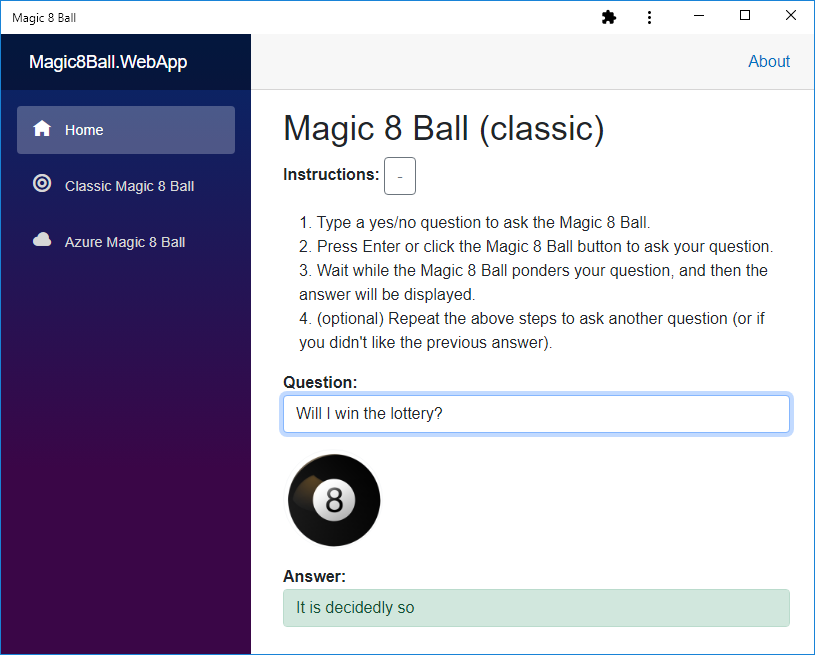 Magic 8 Ball
Magic8Ball.WebApp
About
Home
Classic Magic 8 Ball
Azure Magic 8 Ball
Magic 8 Ball (classic)
Instructions: -
1. Type a yes/no question to ask the Magic 8 Ball.
2. Press Enter or click the Magic 8 Ball button to ask your question.
3. Wait while the Magic 8 Ball ponders your question, and then the
answer will be displayed.
4. (optional) Repeat the above steps to ask another question (or if
you didn't like the previous answer).
Question:
Will I win the lottery?
8
Answer:
It is decidedly so